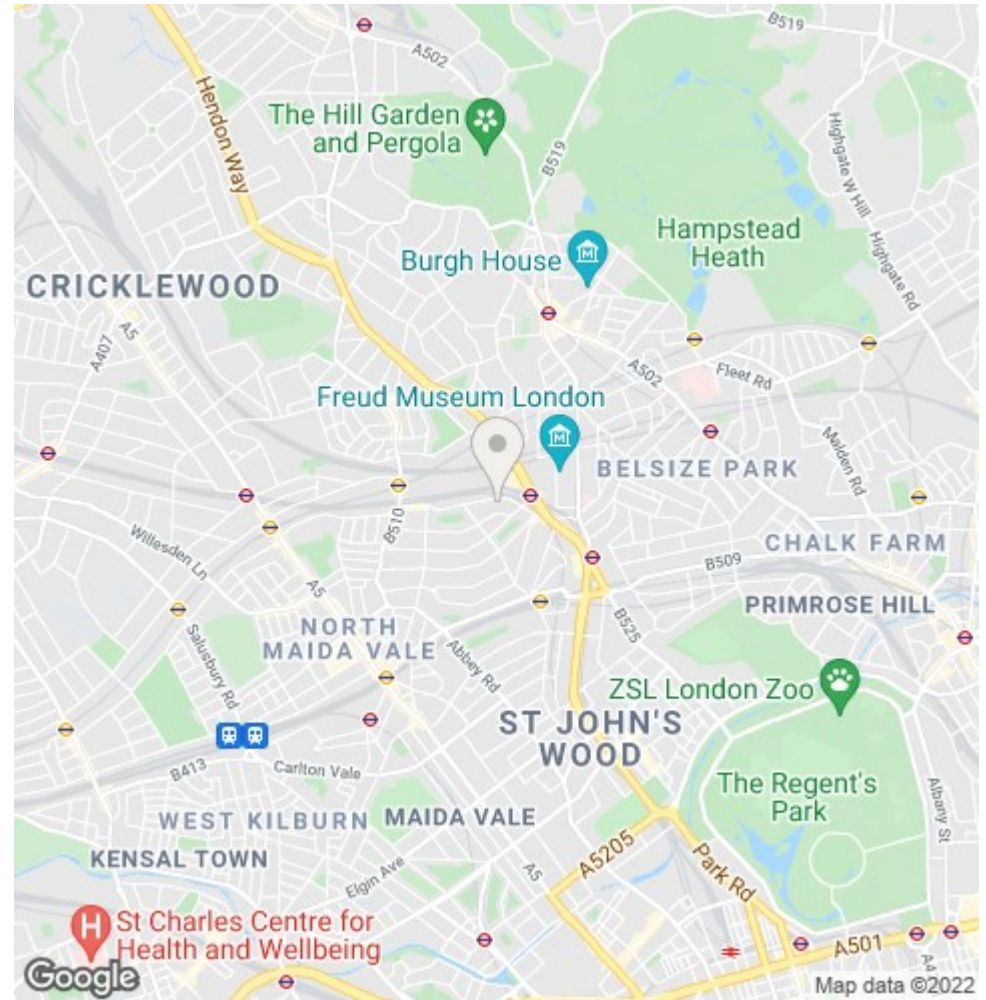 B519
A502
Hendon Way
The Hill Garden
and Pergola
B519
Highgate W Hill
Hampstead
Heath
Burgh House
Highgate Rd
CRICKLEWOOD
A5
A407
A502
Fleet Rd
Freud Museum London
BELSIZE PARK
Malden Rd
B510
Willesden Ln
CHALK FARM
B509
A5
PRIMROSE HILL
NORTH
MAIDA VALE
B525
Salusbury Rd
Abbey Rd
ZSL London Zoo
ST JOHN'S
WOOD
B413
Carlton Vale
The Regent's
Park
Albany St
WEST KILBURN
MAIDA VALE
KENSAL TOWN
A5205
Park Rd
Elgin Ave
A5
H
St Charles Centre for
Health and Wellbeing
A501
A4
Google
Map data ©2022